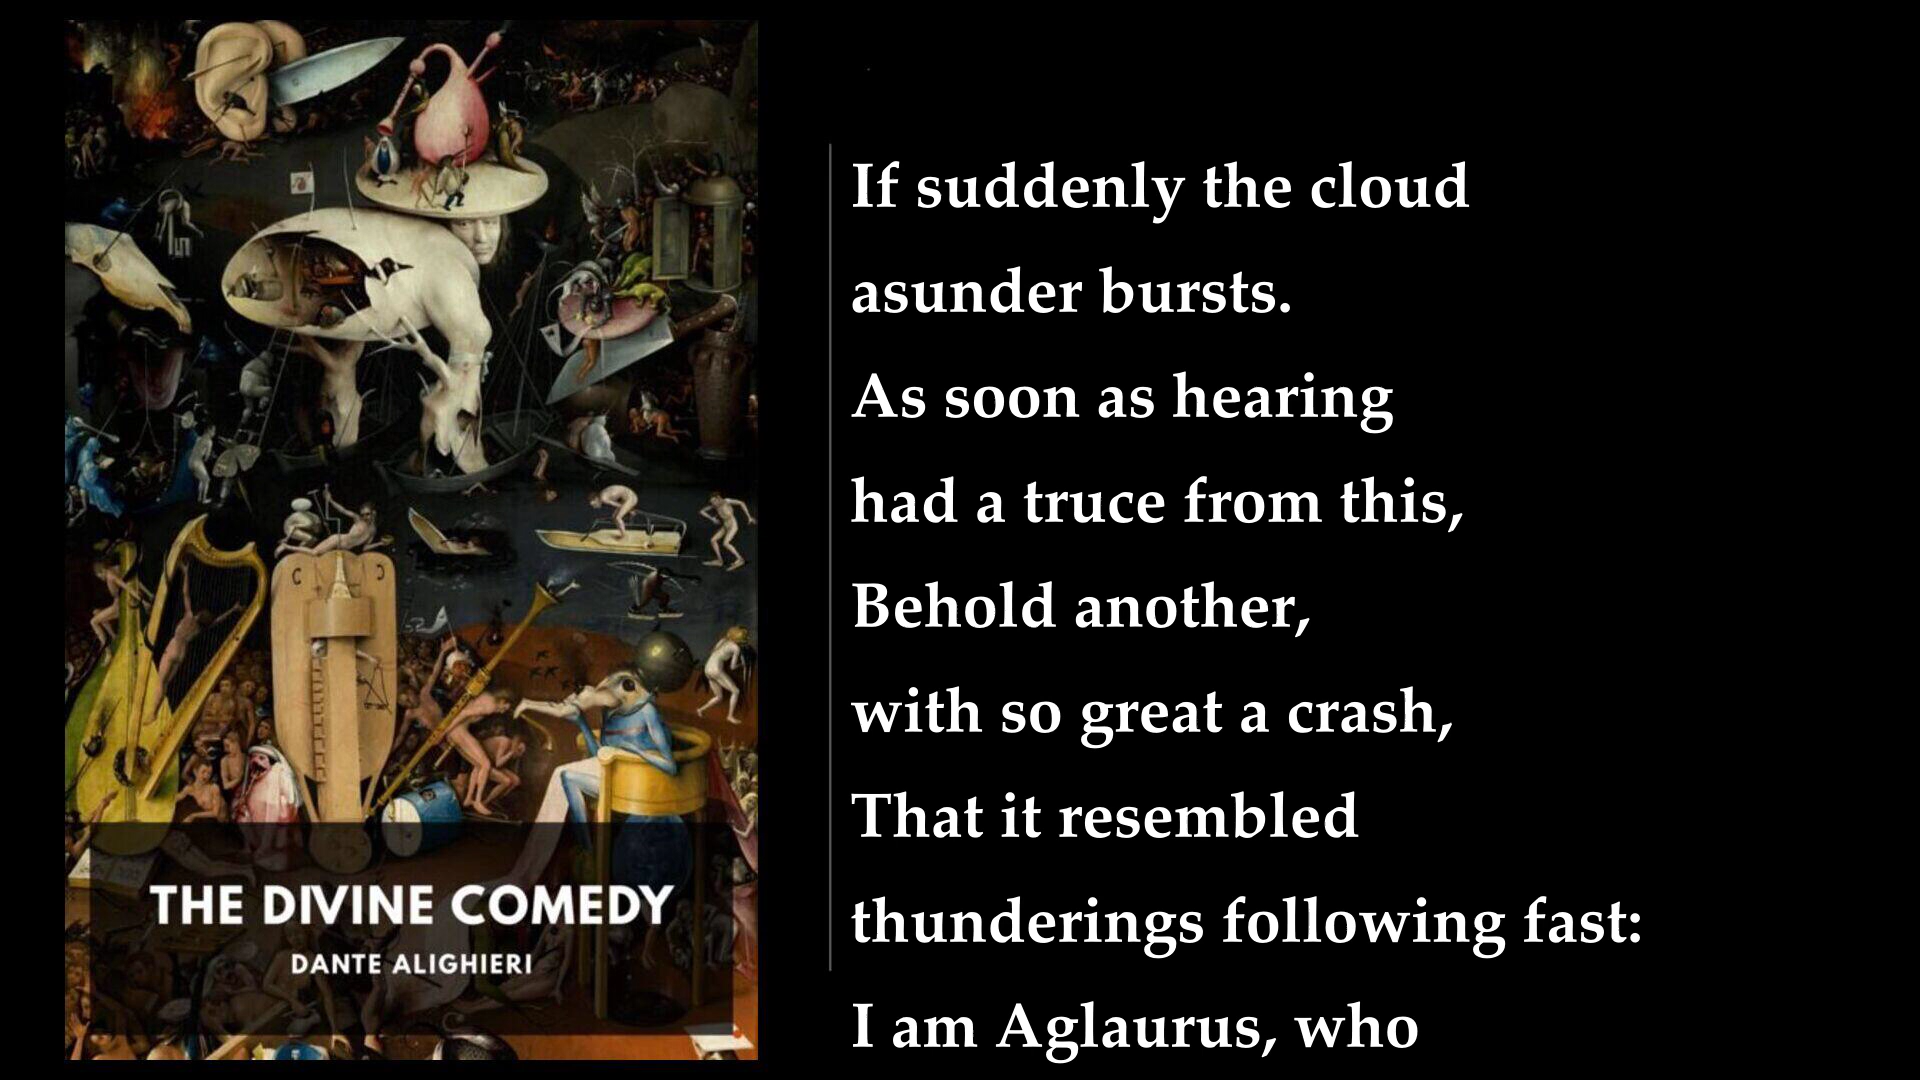 If suddenly the cloud
asunder bursts.
As soon as hearing
had a truce from this,
Behold another,
with so great a crash,
That it resembled
thunderings following fast:
I am Aglaurus, who
THE DIVINE COMEDY
DANTE ALIGHIERI